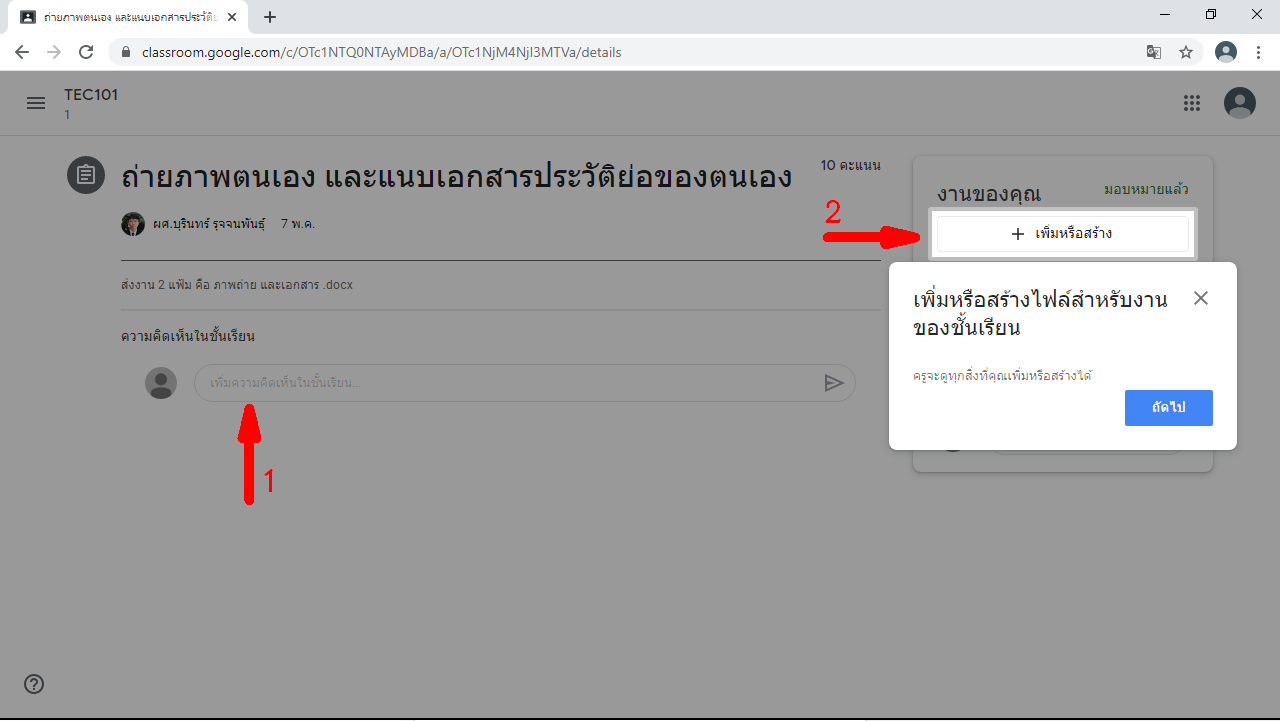 ถ่ายภาพตนเอง และแนบเอกสารประวัติย่
classroom.google.com/c/OTc1NTQ0NTAyMDBa/a/OTc1NjM4NjI3MTVa/details
TEC101
1
ถ่ายภาพตนเอง และแนบเอกสารประวัติย่อของตนเอง
10 คะแนน
ผศ.บุรินทร์ รุจจนพันธุ์ 7 พ.ค.
ส่งงาน 2 แฟ้ม คือ ภาพถ่าย และเอกสาร .docx
ความคิดเห็นในชั้นเรียน
เพิ่มความคิดเห็นในชั้นเรียน...
1
งานของคุณ
มอบหมายแล้ว
2
+ เพิ่มหรือสร้าง
เพิ่มหรือสร้างไฟล์สำหรับงาน
ของชั้นเรียน
ครูจะดูทุกสิ่งที่คุณเพิ่มหรือสร้างได้
ถัดไป